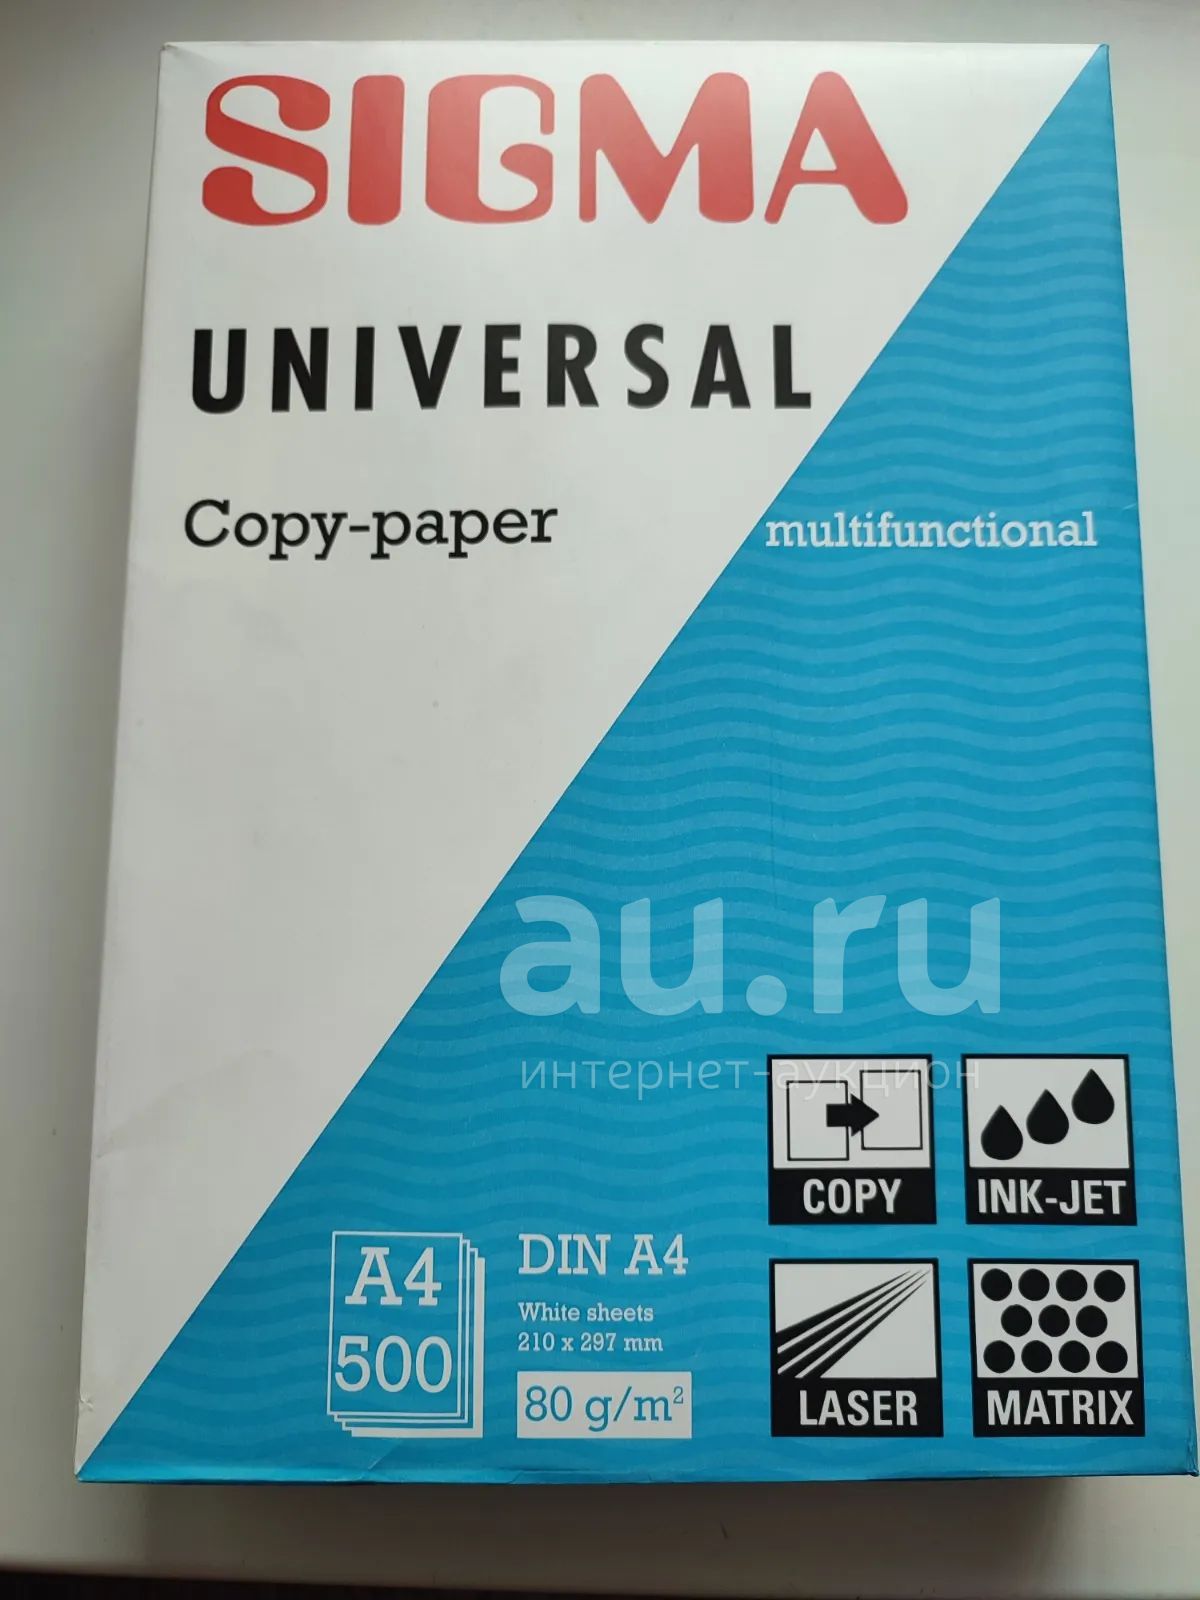 SIGMA
UNIVERSAL
Copy-paper
multifunctional
au.ru
интернет-аукцион
COPY
INK-JET
A4
500
DIN A4
White sheets
210 x 297 mm
80 g/m²
LASER
MATRIX